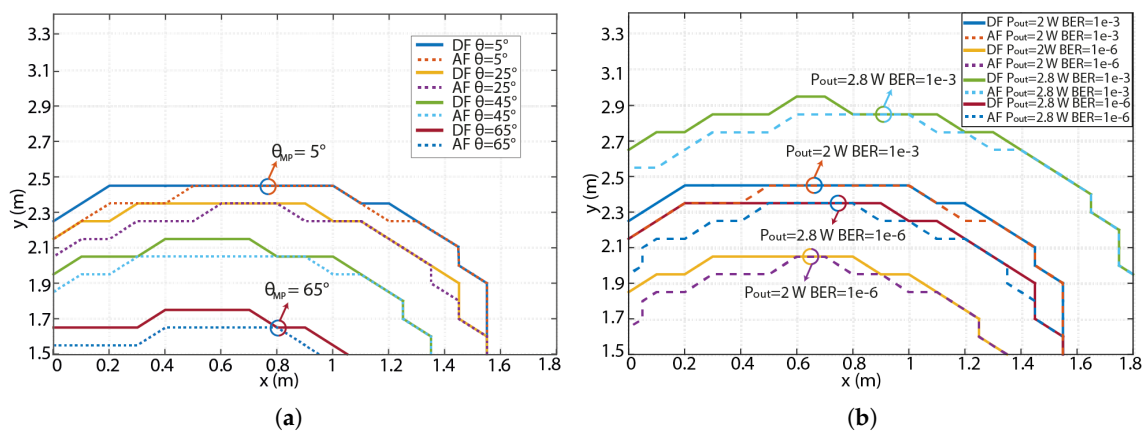 3.3
3.1
2.9
2.7
2.5
2.3
2.1
1.9
1.7
1.5
y (m)
0.0 0.2 0.4 0.6 0.8 1 1.2 1.4 1.6 1.8
x (m)
DF θ=5°
AF θ=5°
DF θ=25°
AF θ=25°
DF θ=45°
AF θ=45°
DF θ=65°
AF θ=65°
θMP = 5°
θMP = 65°
(a)
3.3
3.1
2.9
2.7
2.5
2.3
2.1
1.9
1.7
1.5
y (m)
0.0 0.2 0.4 0.6 0.8 1 1.2 1.4 1.6 1.8
x (m)
DF Pout=2 W BER=1e-3
AF Pout=2 W BER=1e-3
DF Pout=2W BER=1e-6
AF Pout=2 W BER=1e-6
DF Pout=2.8 W BER=1e-3
AF Pout=2.8 W BER=1e-3
DF Pout=2.8 W BER=1e-6
AF Pout=2.8 W BER=1e-6
Pout=2.8 W BER=1e-3
Pout=2 W BER=1e-3
Pout=2.8 W BER=1e-6
Pout=2 W BER=1e-6
(b)